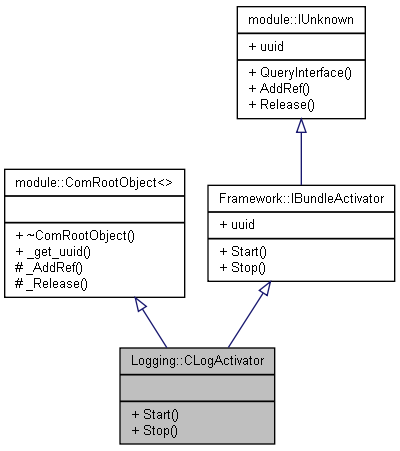 module::IUnknown
+ uuid
+ QueryInterface()
+ AddRef()
+ Release()
module::ComRootObject<>
+ ~ComRootObject()
+ _get_uuid()
# _AddRef()
# _Release()
Framework::IBundleActivator
+ uuid
+ Start()
+ Stop()
Logging::CLogActivator
+ Start()
+ Stop()